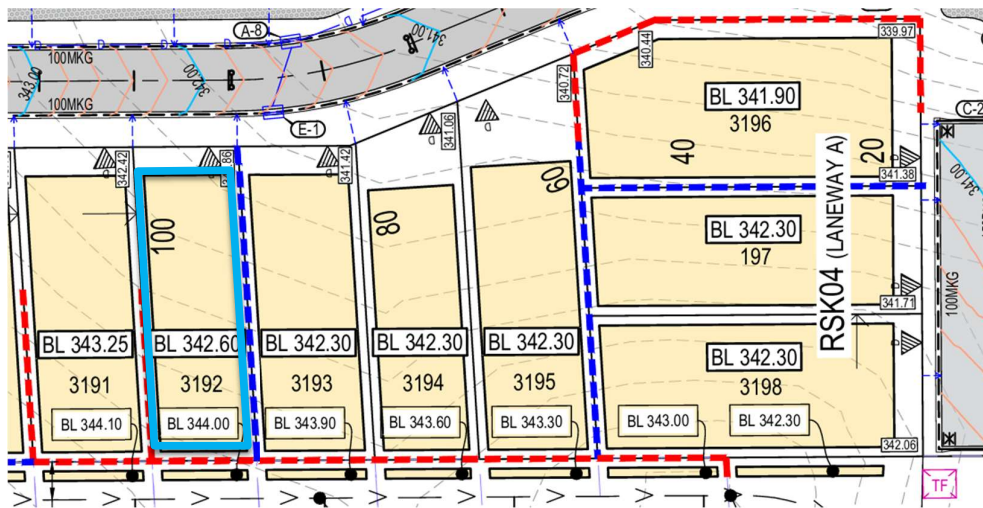 A-8
339.97
100MKG
343.00
342.00
341.00
340.44
340.72
100MKG
E-1
341.06
BL 341.90
3196
C-2
342.42
341.42
40
20
341.38
341.00
60
100
80
BL 342.30
197
RSK04 (LANEWAY A)
341.71
100MKG
BL 343.25
BL 342.60
BL 342.30
BL 342.30
BL 342.30
BL 342.30
3191
3192
3193
3194
3195
3198
BL 344.10
BL 344.00
BL 343.90
BL 343.60
BL 343.30
BL 343.00
BL 342.30
342.06
TF